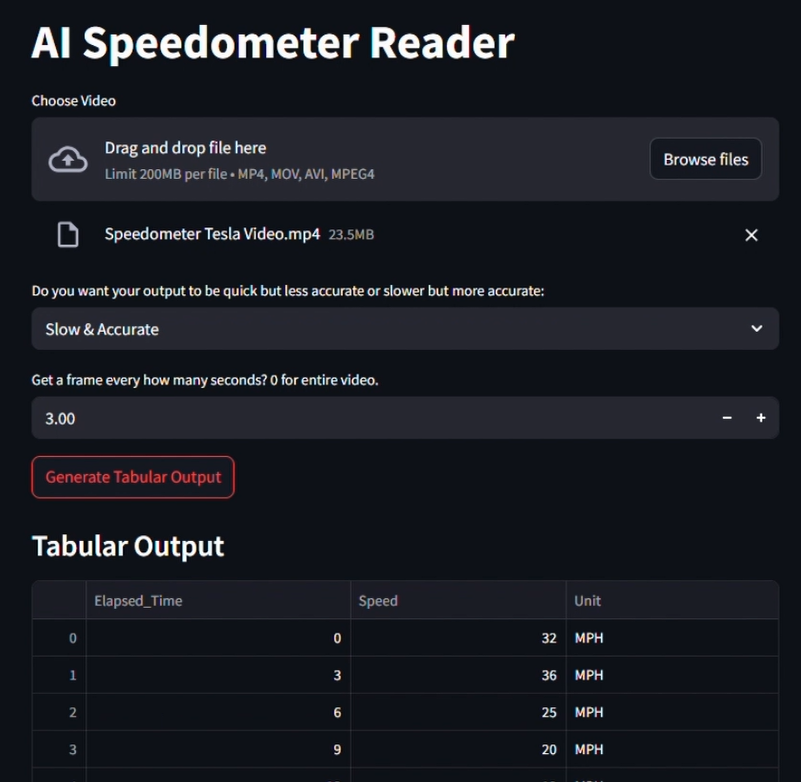 AI Speedometer Reader
Choose Video
Drag and drop file here
Limit 200MB per file • MP4, MOV, AVI, MPEG4
Browse files
Speedometer Tesla Video.mp4 23.5MB
Do you want your output to be quick but less accurate or slower but more accurate:
Slow & Accurate
Get a frame every how many seconds? 0 for entire video.
3.00
Generate Tabular Output
Tabular Output
Elapsed_Time Speed Unit
0 0 32 MPH
1 3 36 MPH
2 6 25 MPH
3 9 20 MPH